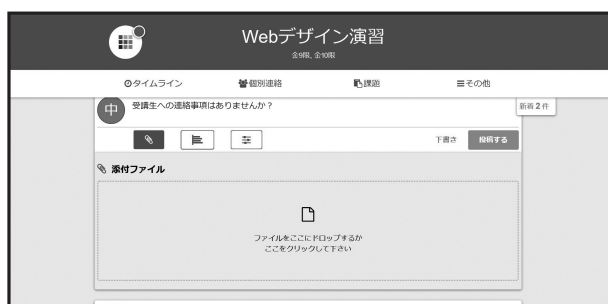 Webデザイン演習
金9限, 金10限
タイムライン
個別連絡
課題
その他
中
受講生への連絡事項はありませんか？
新着 2 件
下書き
投稿する
添付ファイル
ファイルをここにドロップするか
ここをクリックして下さい